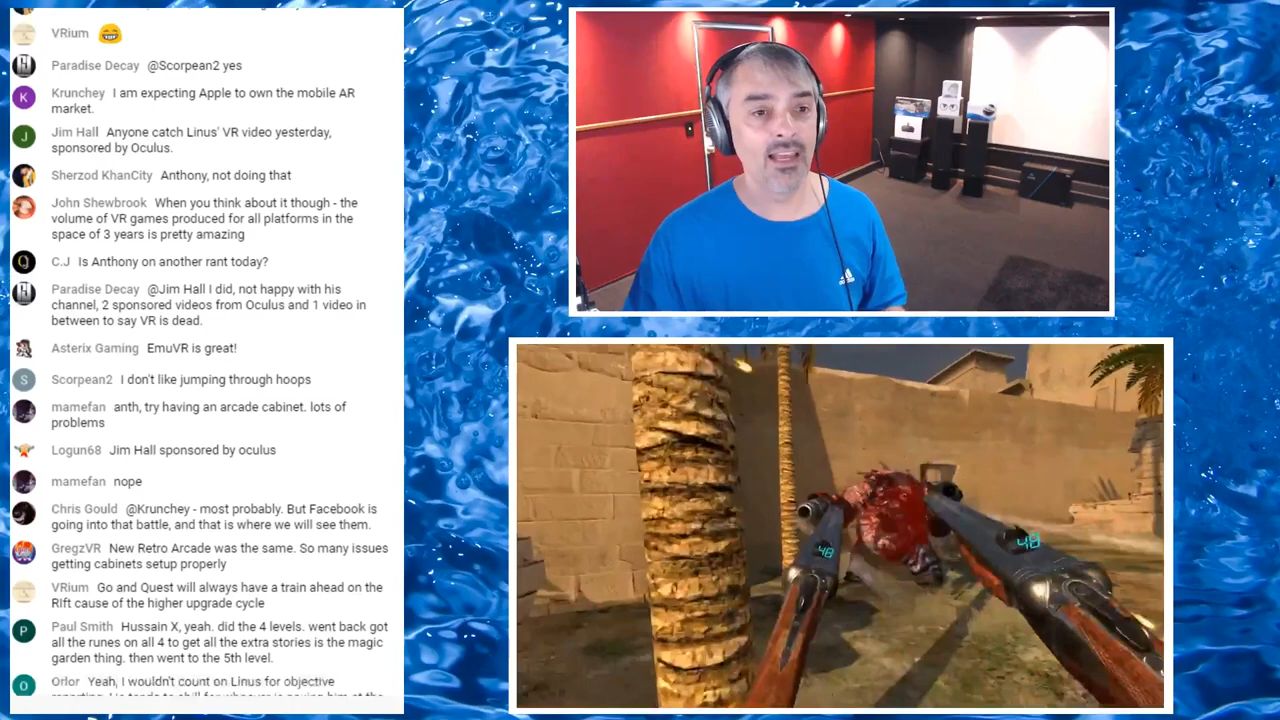 VRium
Paradise Decay @Scorpean2 yes
Krunchey I am expecting Apple to own the mobile AR
market.
Jim Hall Anyone catch Linus' VR video yesterday,
sponsored by Oculus.
Sherzod KhanCity Anthony, not doing that
John Shewbrook When you think about it though - the
volume of VR games produced for all platforms in the
space of 3 years is pretty amazing
C.J Is Anthony on another rant today?
Paradise Decay @Jim Hall I did, not happy with his
channel, 2 sponsored videos from Oculus and 1 video in
between to say VR is dead.
Asterix Gaming EmuVR is great!
S
Scorpean2 I don't like jumping through hoops
mamefan anth, try having an arcade cabinet. lots of
problems
Logun68 Jim Hall sponsored by oculus
mamefan nope
Chris Gould @Krunchey - most probably. But Facebook is
going into that battle, and that is where we will see them.
GregzVR New Retro Arcade was the same. So many issues
getting cabinets setup properly
VRium Go and Quest will always have a train ahead on the
RIft cause of the higher upgrade cycle
P
Paul Smith Hussain X, yeah. did the 4 levels. went back got
all the runes on all 4 to get all the extra stories is the magic
garden thing. then went to the 5th level.
O
Orlor Yeah, I wouldn't count on Linus for objective
K
J
adidas
48
48